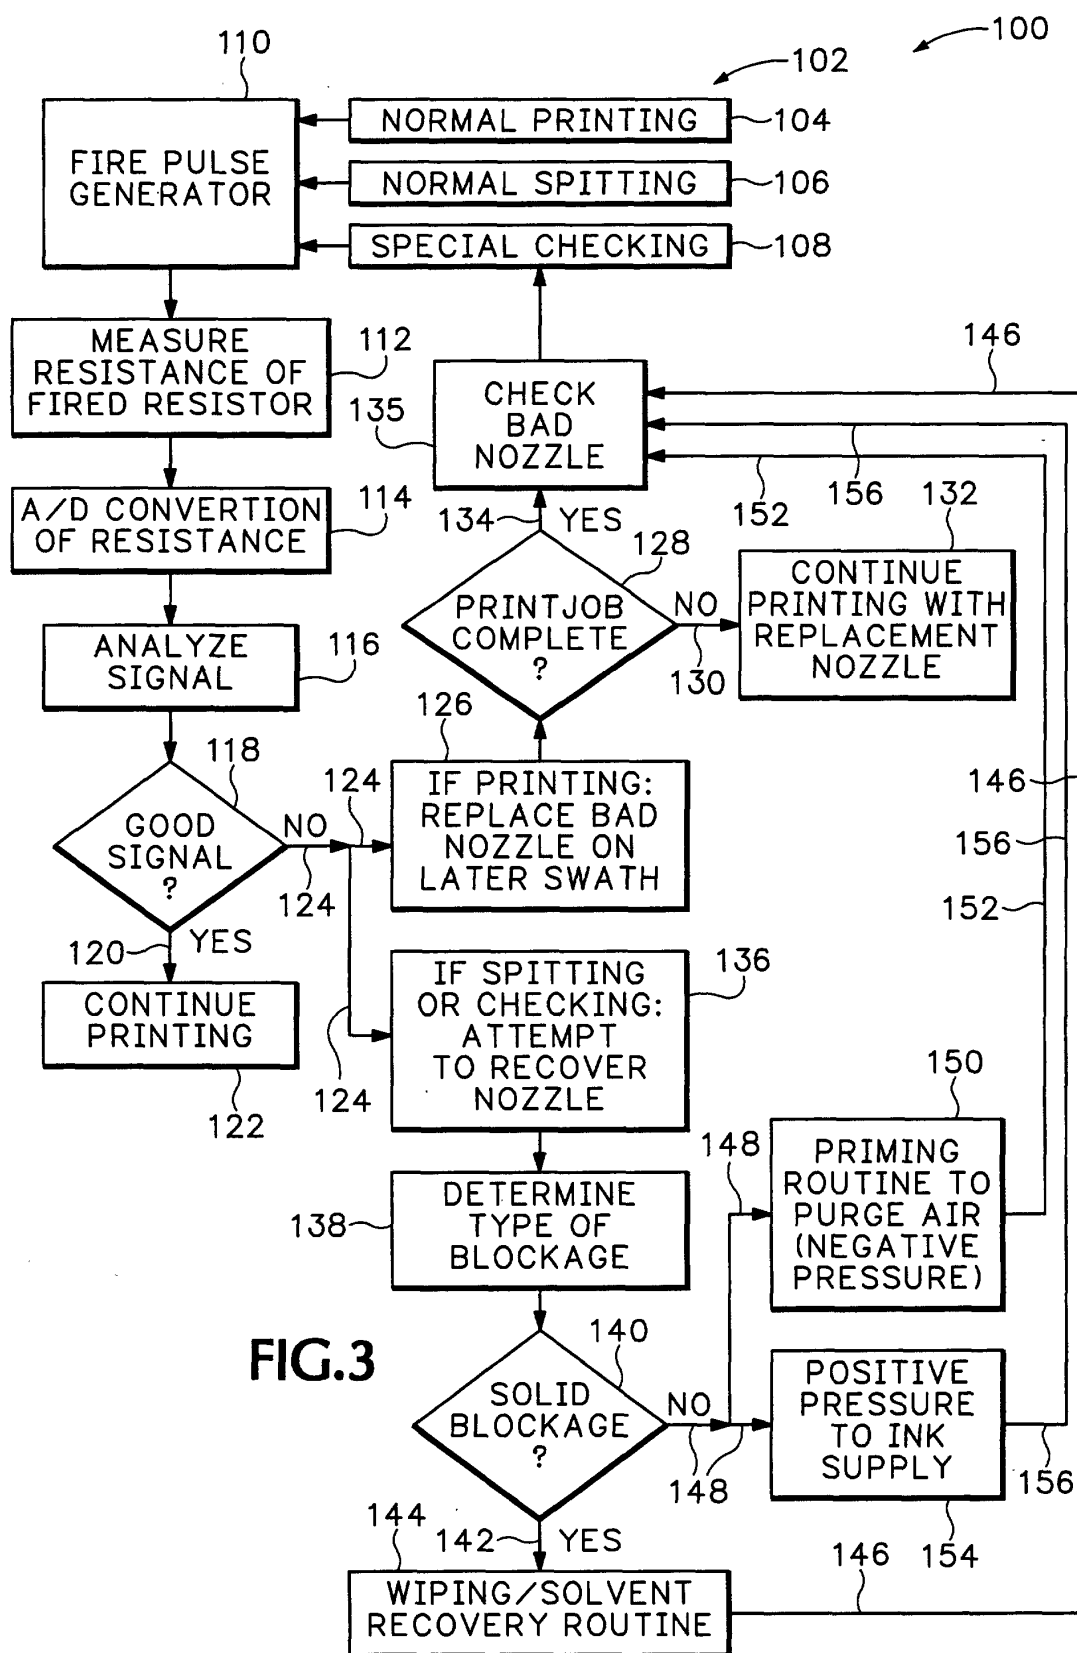 100
102
110
NORMAL PRINTING
104
FIRE PULSE
GENERATOR
NORMAL SPITTING
106
SPECIAL CHECKING
108
MEASURE
RESISTANCE OF
FIRED RESISTOR
112
146
CHECK
BAD
NOZZLE
135
156
152
A/D CONVERTION
OF RESISTANCE
114
134
YES
128
132
PRINTJOB
COMPLETE
?
NO
130
CONTINUE
PRINTING WITH
REPLACEMENT
NOZZLE
ANALYZE
SIGNAL
116
126
118
GOOD
SIGNAL
?
NO
124
124
IF PRINTING:
REPLACE BAD
NOZZLE ON
LATER SWATH
146
156
152
120
YES
CONTINUE
PRINTING
122
124
IF SPITTING
OR CHECKING:
ATTEMPT
TO RECOVER
NOZZLE
136
138
DETERMINE
TYPE OF
BLOCKAGE
148
150
PRIMING
ROUTINE TO
PURGE AIR
(NEGATIVE
PRESSURE)
FIG.3
140
SOLID
BLOCKAGE
?
NO
148
148
POSITIVE
PRESSURE
TO INK
SUPPLY
156
154
144
142
YES
WIPING/SOLVENT
RECOVERY ROUTINE
146